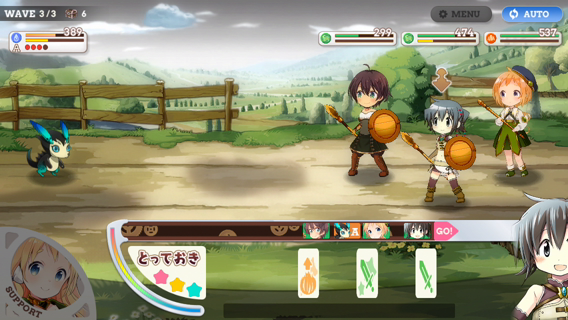 WAVE 3/3 6
MENU
AUTO
389
A
299
474
537
A
GO!
とっておき
SUPPORT